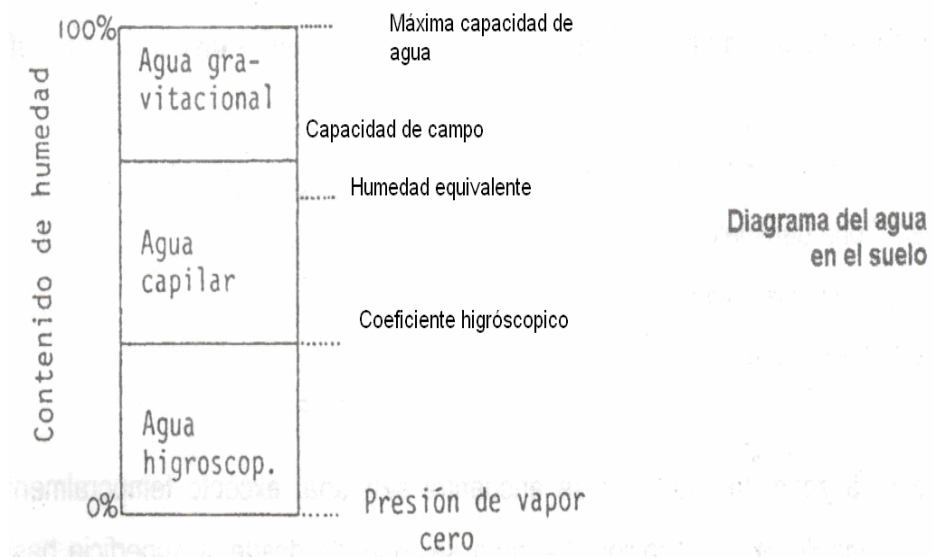 100%
Máxima capacidad de
agua
Agua gra-
vitacional
Capacidad de campo
Humedad equivalente
Contenido de humedad
Diagrama del agua
en el suelo
Agua
capilar
Coeficiente higróscopico
Agua
higroscop.
0%
Presión de vapor
cero